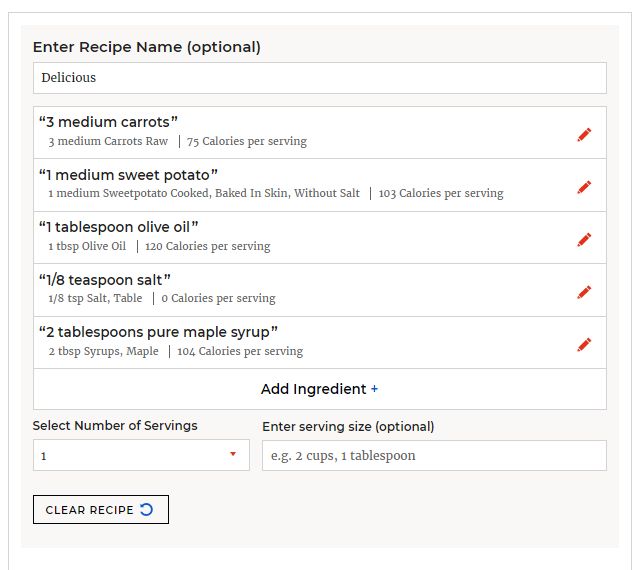 Enter Recipe Name (optional)
Delicious
“3 medium carrots”
3 medium Carrots Raw | 75 Calories per serving
“1 medium sweet potato”
1 medium Sweetpotato Cooked, Baked In Skin, Without Salt | 103 Calories per serving
“1 tablespoon olive oil”
1 tbsp Olive Oil | 120 Calories per serving
“1/8 teaspoon salt”
1/8 tsp Salt, Table | 0 Calories per serving
“2 tablespoons pure maple syrup”
2 tbsp Syrups, Maple | 104 Calories per serving
Add Ingredient +
Select Number of Servings
Enter serving size (optional)
1
e.g. 2 cups, 1 tablespoon
CLEAR RECIPE